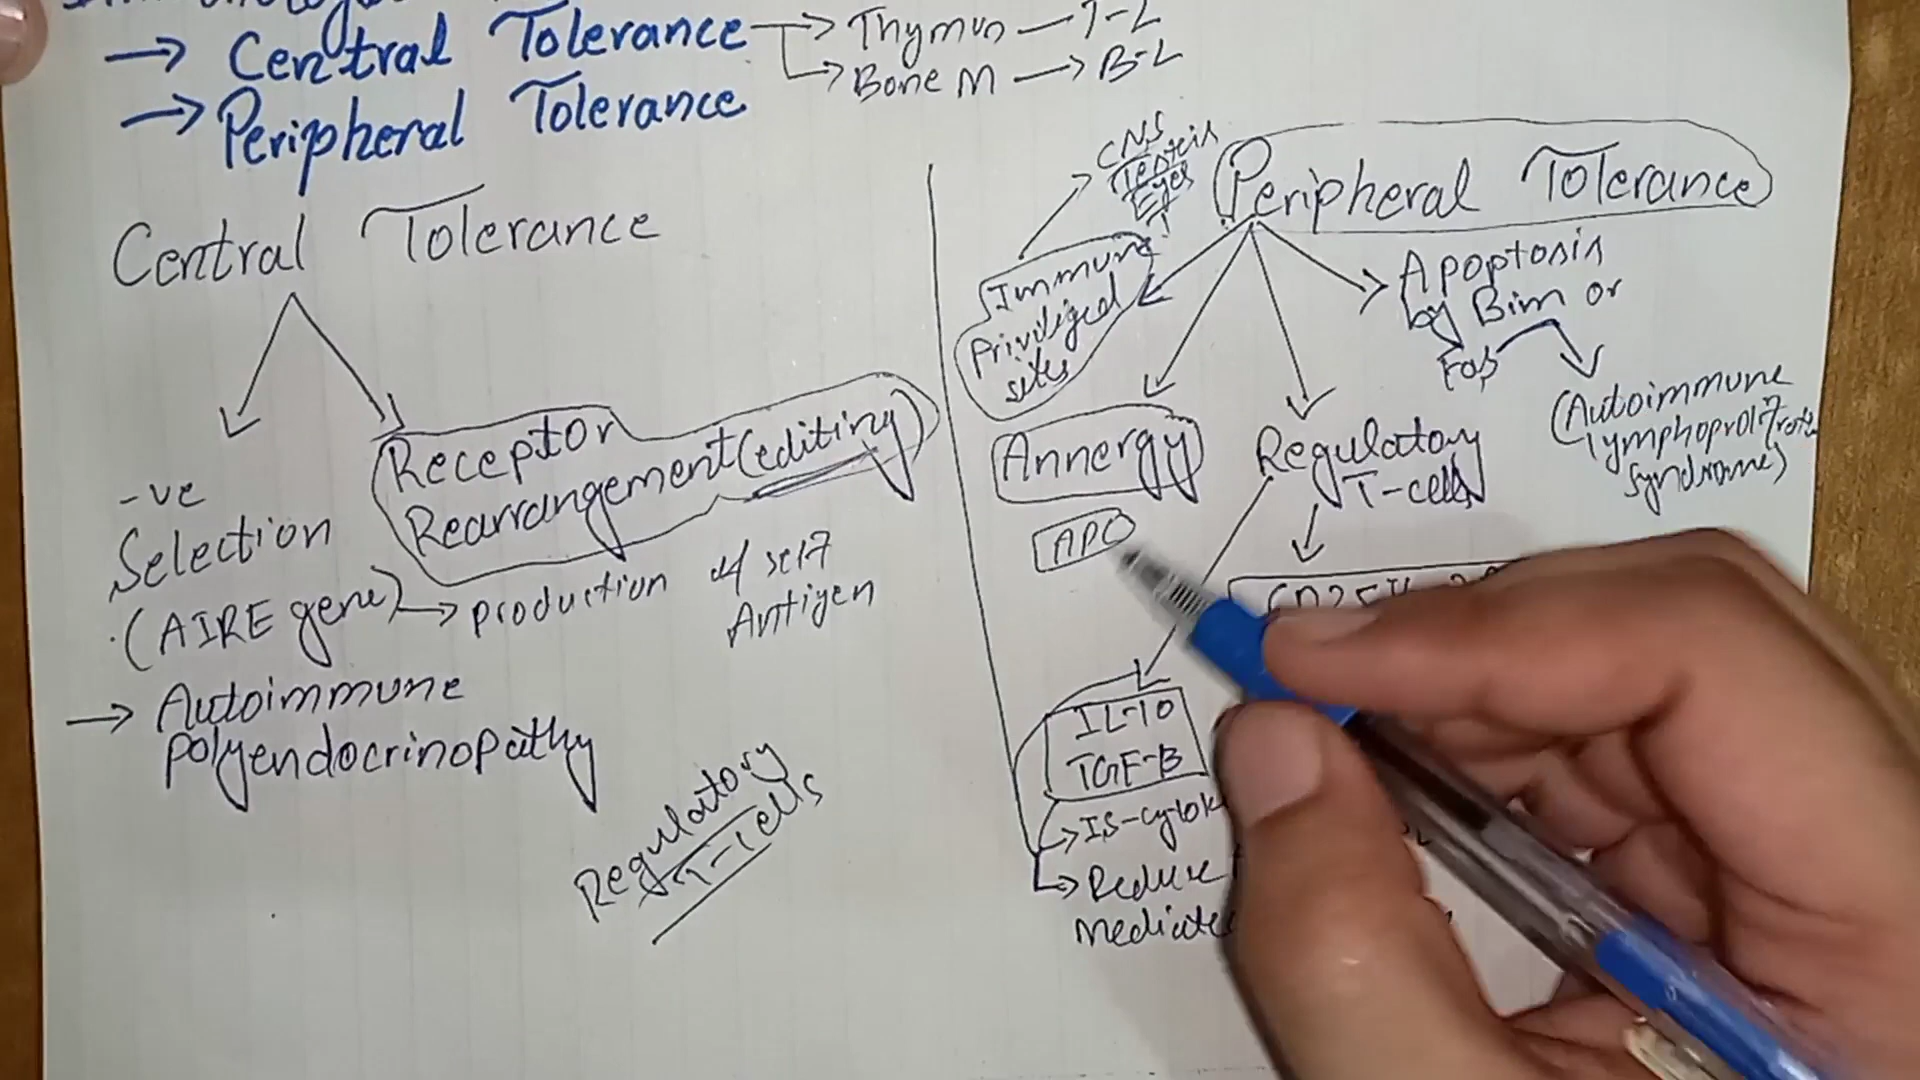 → Central Tolerance → Thymus — T-L
→ Bone M → B-L
→ Peripheral Tolerance
Central Tolerance
-ve
Selection
(AIRE gene) → production of self
Antigen
→ Autoimmune
polyendocrinopathy
Receptor
Rearrangement (editing)
Regulatory
T-cells
Peripheral Tolerance
CNS
Testis
Eyes
Immune
Privileged
sites
Annergy
APC
Regulatory
T-cells
Apoptosis
by Bim or
Fas
(Autoimmune
Lymphoprolif
syndrome)
IL-10
TGF-B
→ IS-cytok
→ Reduce
mediate